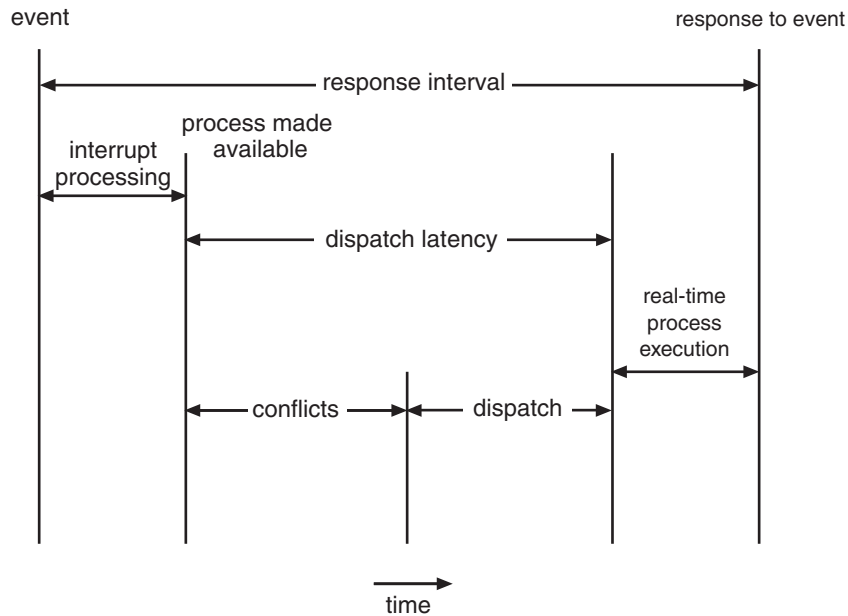 event
response to event
response interval
process made
available
interrupt
processing
dispatch latency
real-time
process
execution
conflicts
dispatch
time